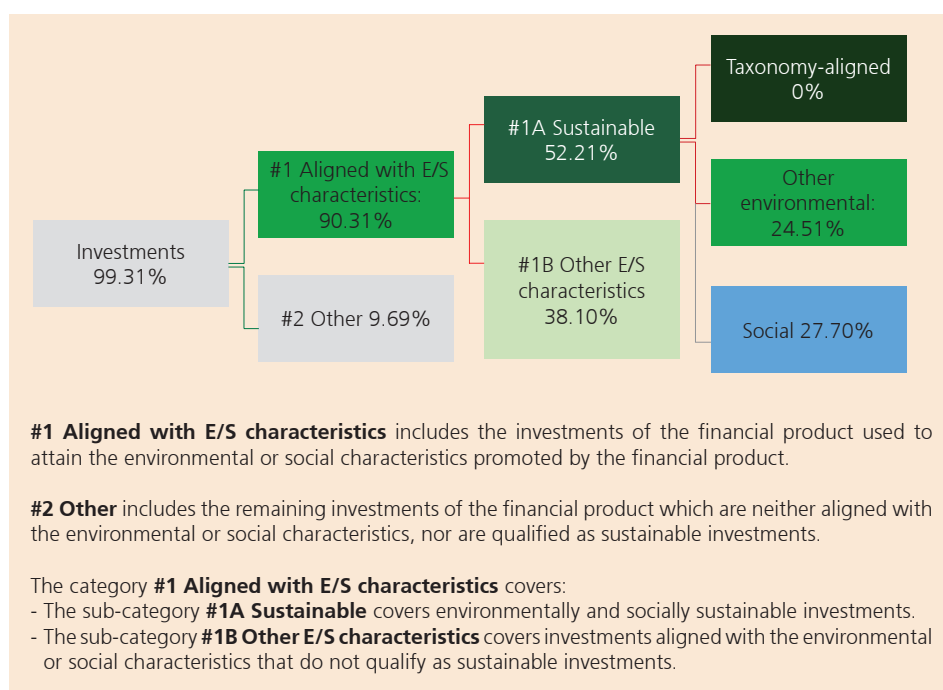 Investments
99.31%
#1 Aligned with E/S
characteristics:
90.31%
#2 Other 9.69%
#1A Sustainable
52.21%
#1B Other E/S
characteristics
38.10%
Taxonomy-aligned
0%
Other
environmental:
24.51%
Social 27.70%
#1 Aligned with E/S characteristics includes the investments of the financial product used to
attain the environmental or social characteristics promoted by the financial product.
#2 Other includes the remaining investments of the financial product which are neither aligned with
the environmental or social characteristics, nor are qualified as sustainable investments.
The category #1 Aligned with E/S characteristics covers:
- The sub-category #1A Sustainable covers environmentally and socially sustainable investments.
- The sub-category #1B Other E/S characteristics covers investments aligned with the environmental
or social characteristics that do not qualify as sustainable investments.